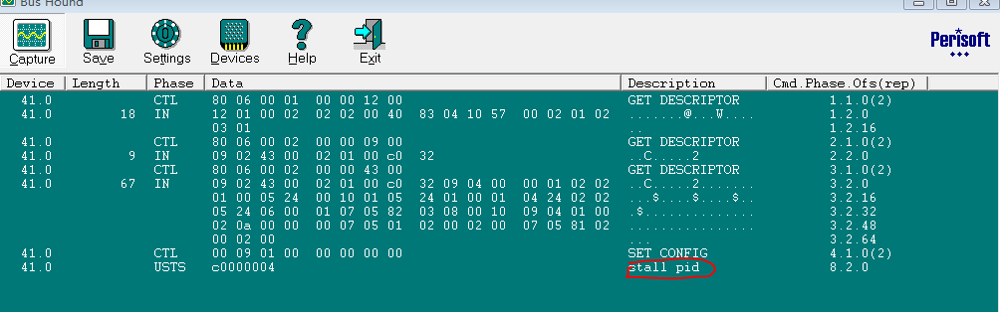 Bus Hound
Capture Save Settings Devices Help Exit
Perisoft
Device Length Phase Data Description Cmd.Phase.Ofs(rep)
41.0 CTL 80 06 00 01 00 00 12 00 GET DESCRIPTOR 1.1.0(2)
41.0 18 IN 12 01 00 02 02 02 00 40 83 04 10 57 00 02 01 02 .......@...W.... 1.2.0
03 01 .. 1.2.16
41.0 CTL 80 06 00 02 00 00 09 00 GET DESCRIPTOR 2.1.0(2)
41.0 9 IN 09 02 43 00 02 01 00 c0 32 ..C.....2 2.2.0
41.0 CTL 80 06 00 02 00 00 43 00 GET DESCRIPTOR 3.1.0(2)
41.0 67 IN 09 02 43 00 02 01 00 c0 32 09 04 00 00 01 02 02 ..C.....2....... 3.2.0
01 00 05 24 00 10 01 05 24 01 00 01 04 24 02 02 ...$....$....$.. 3.2.16
05 24 06 00 01 07 05 82 03 08 00 10 09 04 01 00 .$.............. 3.2.32
02 0a 00 00 00 07 05 01 02 00 02 00 07 05 81 02 ................ 3.2.48
00 02 00 ... 3.2.64
41.0 CTL 00 09 01 00 00 00 00 00 SET CONFIG 4.1.0(2)
41.0 USTS c0000004 stall pid 8.2.0